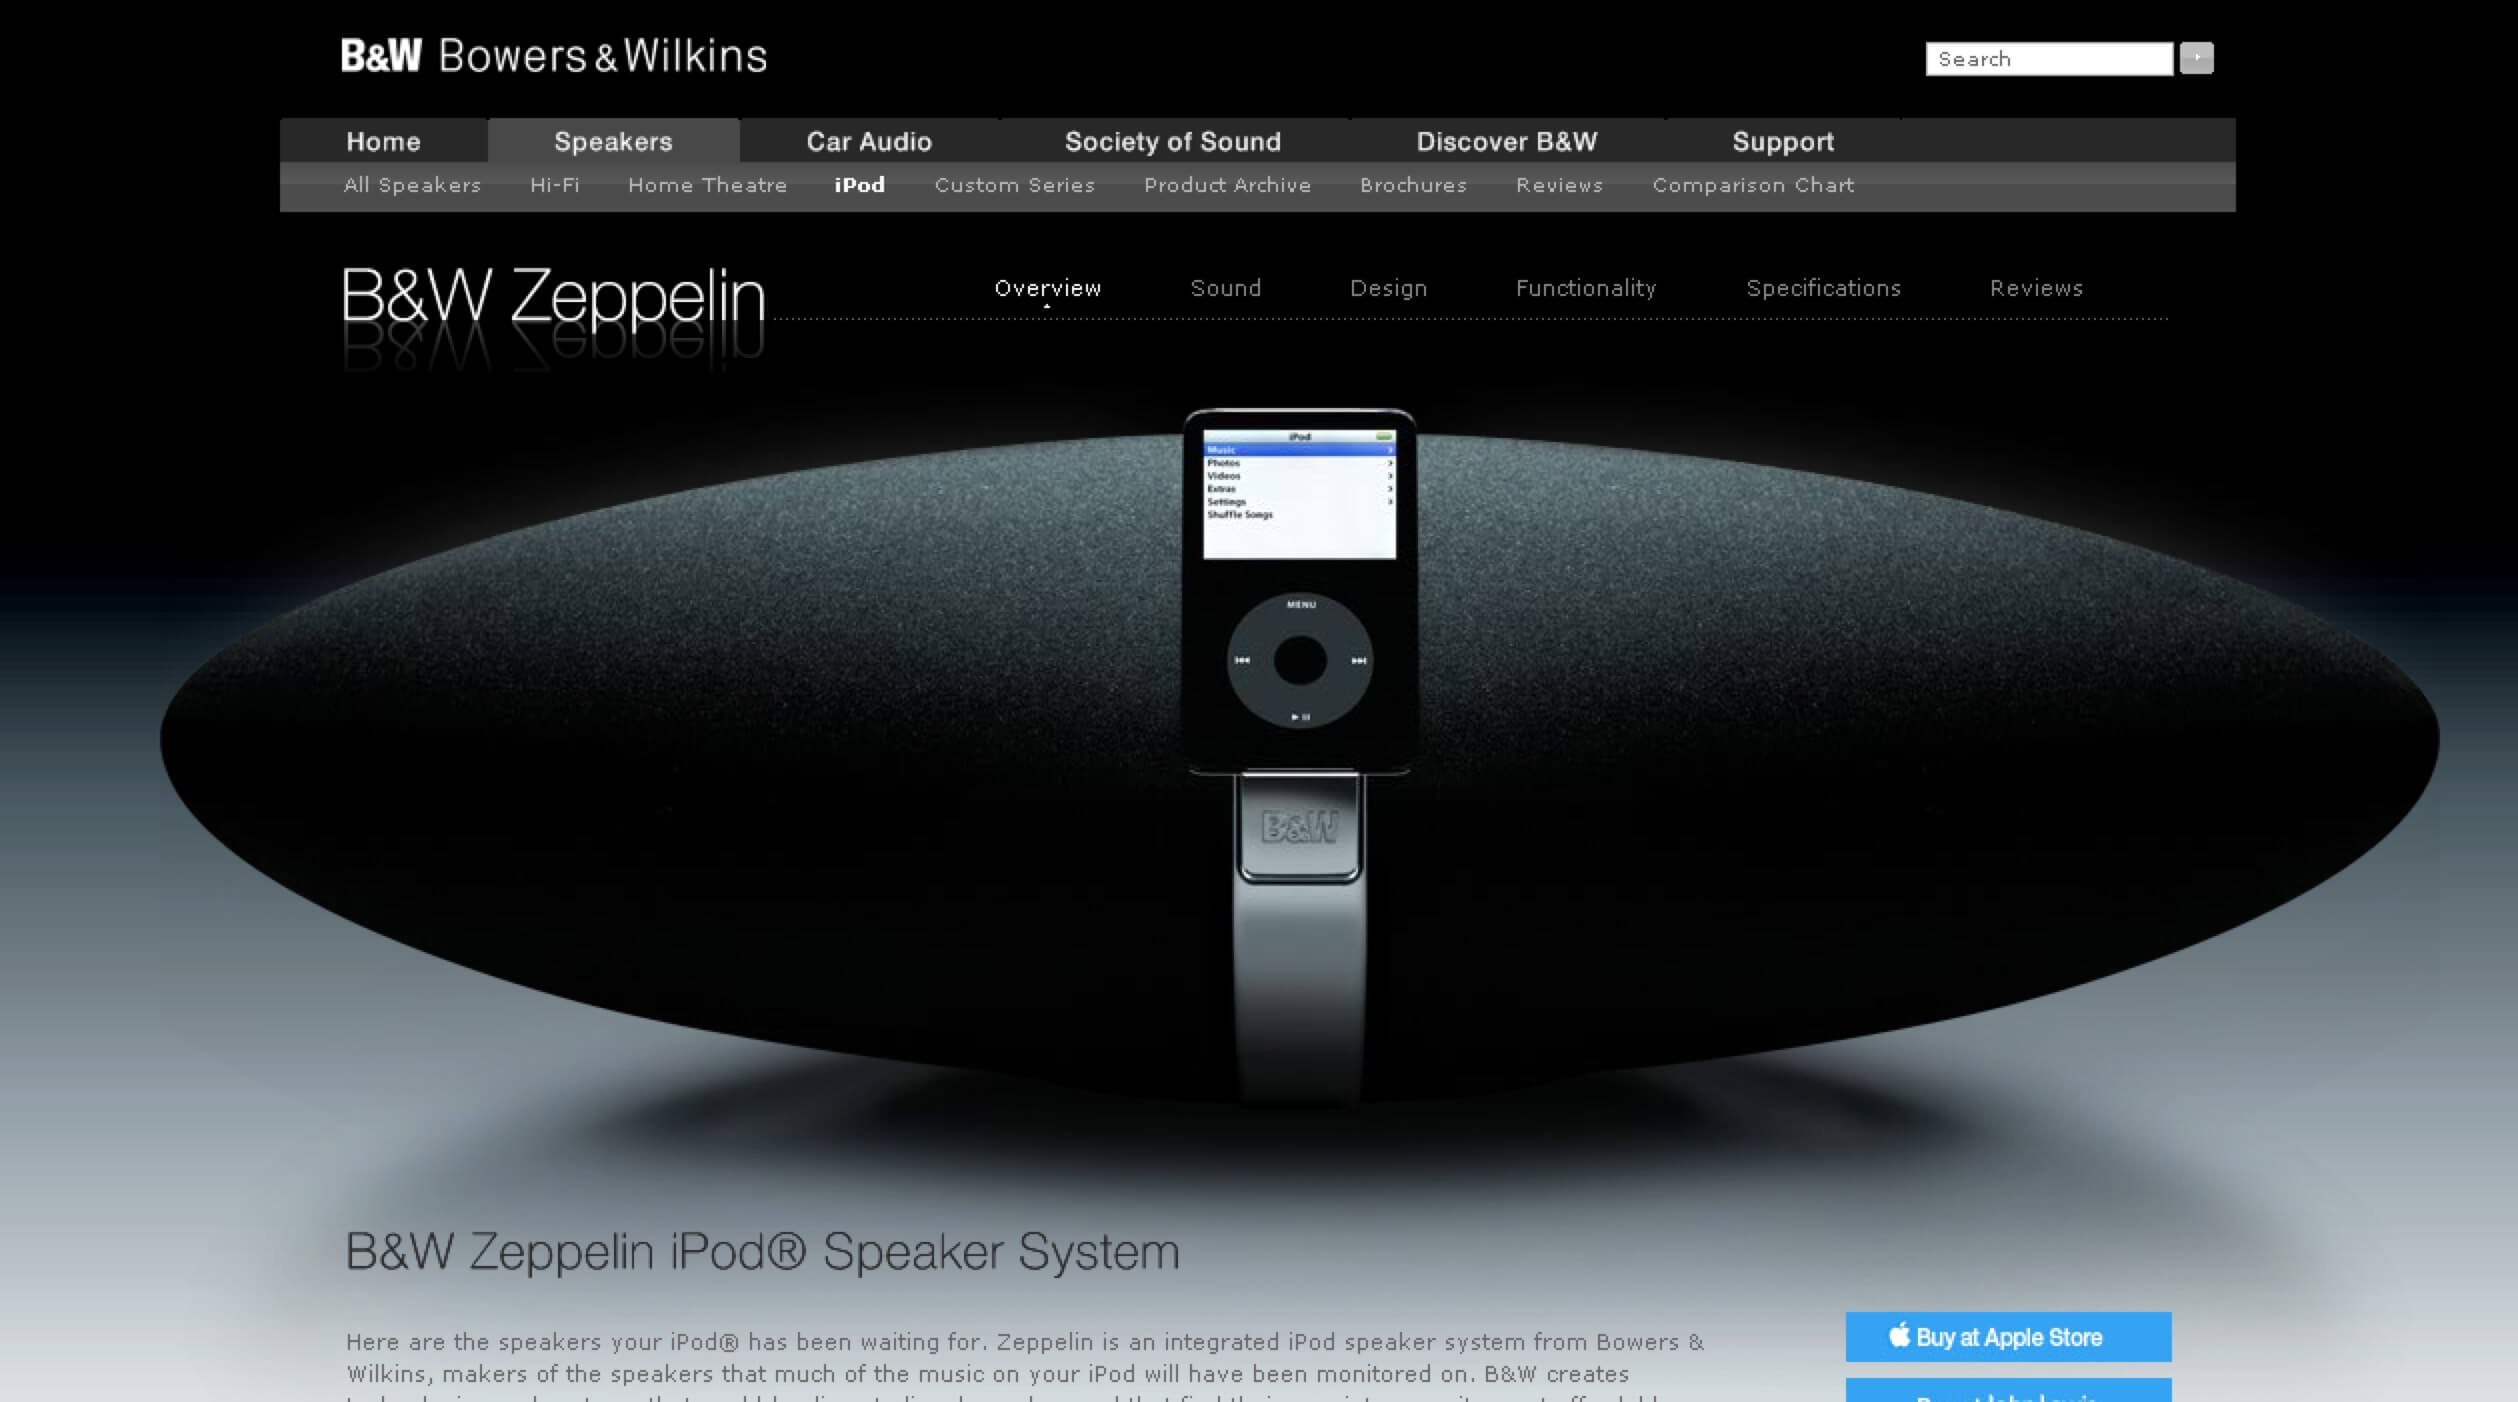 B&W Bowers & Wilkins
Search
Home Speakers Car Audio Society of Sound Discover B&W Support
All Speakers Hi-Fi Home Theatre iPod Custom Series Product Archive Brochures Reviews Comparison Chart
B&W Zeppelin
Overview Sound Design Functionality Specifications Reviews
iPod
Music
Photos
Videos
Extras
Settings
Shuffle Songs
MENU
B&W
B&W Zeppelin iPod® Speaker System
Here are the speakers your iPod® has been waiting for. Zeppelin is an integrated iPod speaker system from Bowers &
Wilkins, makers of the speakers that much of the music on your iPod will have been monitored on. B&W creates
Buy at Apple Store